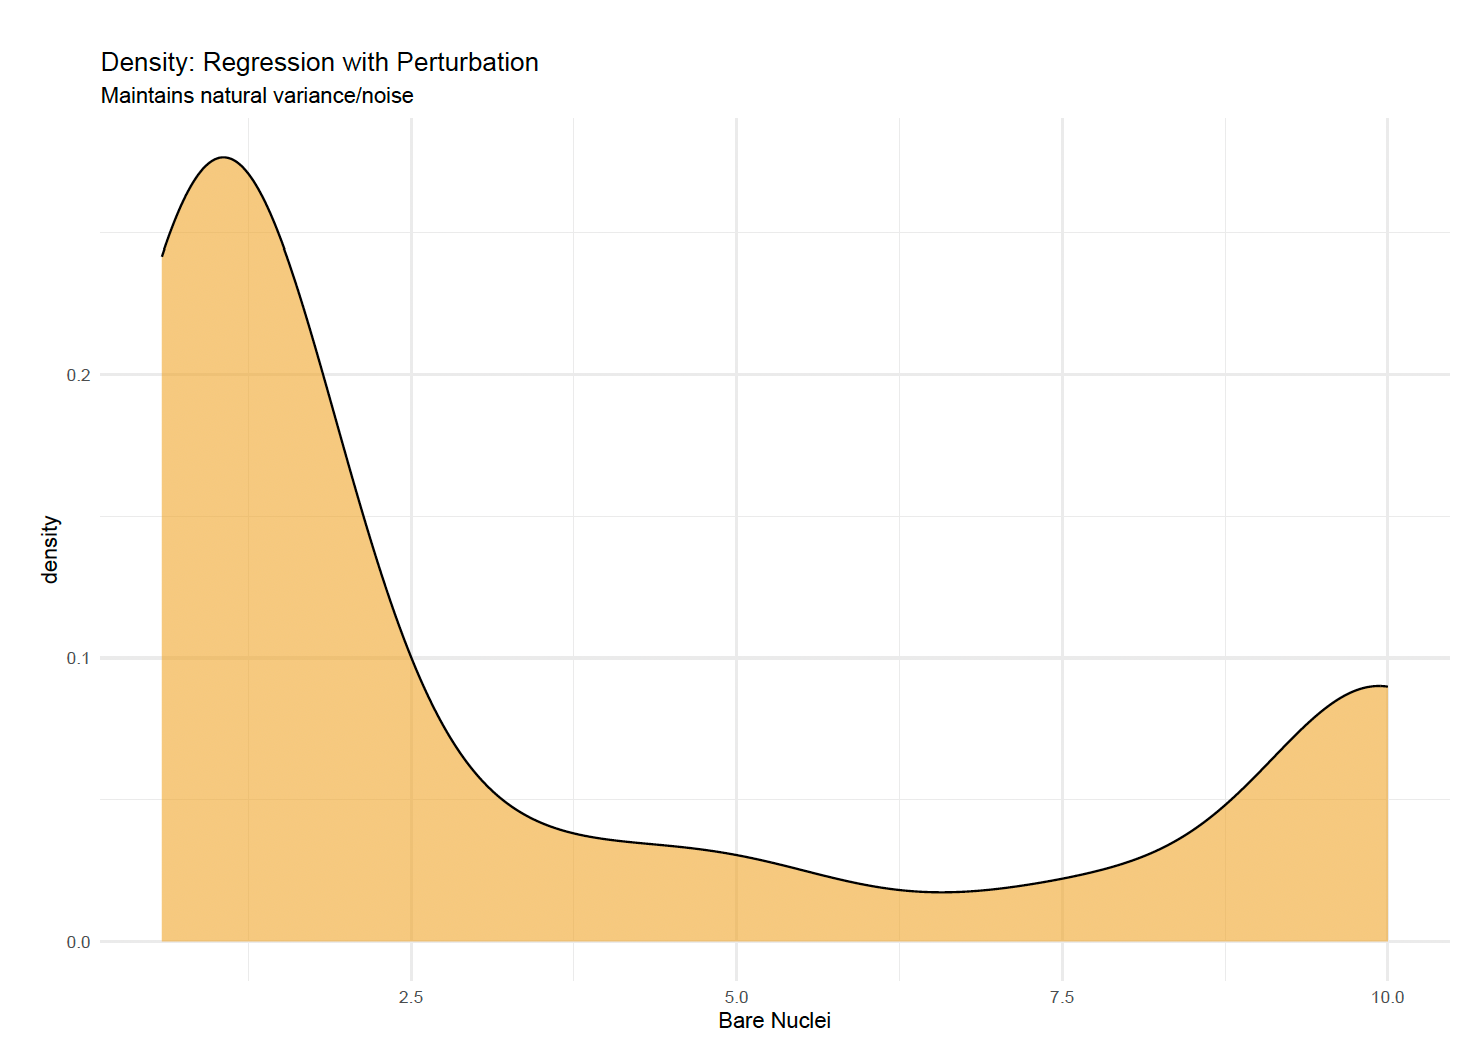 Density: Regression with Perturbation
Maintains natural variance/noise
density
0.2
0.1
0.0
2.5 5.0 7.5 10.0
Bare Nuclei